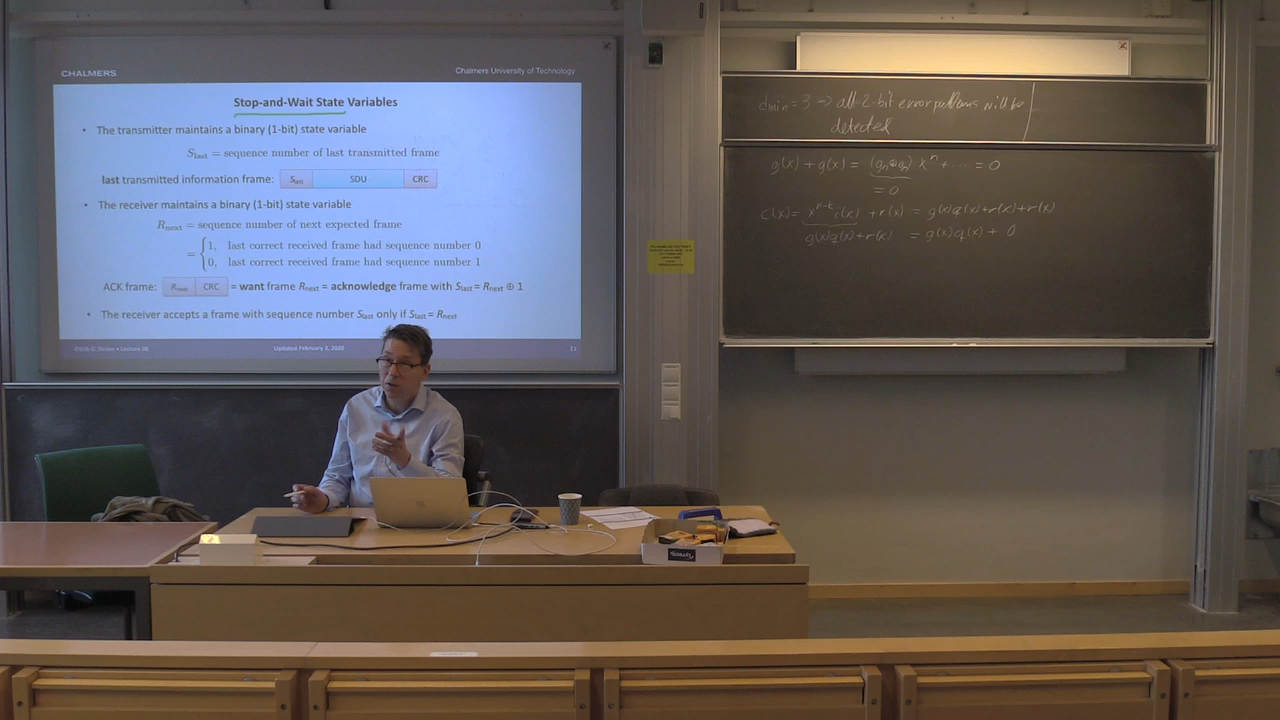 CHALMERS
Chalmers University of Technology
Stop-and-Wait State Variables
• The transmitter maintains a binary (1-bit) state variable
S_last = sequence number of last transmitted frame
last transmitted information frame: S_last SDU CRC
• The receiver maintains a binary (1-bit) state variable
R_next = sequence number of next expected frame
= { 1, last correct received frame had sequence number 0
0, last correct received frame had sequence number 1
ACK frame: R_next CRC = want frame R_next = acknowledge frame with S_last = R_next ⊕ 1
• The receiver accepts a frame with sequence number S_last only if S_last = R_next
Updated February 3, 2020
11
d_min = 3 → all 2-bit error patterns will be
detected
g(x) + g(x) = (g_n ⊕ g_n) x^n + ... = 0
= 0
c(x) = x^{n-k} i(x) + r(x) = g(x)q(x) + r(x) + r(x)
g(x)q(x) + r(x) = g(x)q(x) + 0